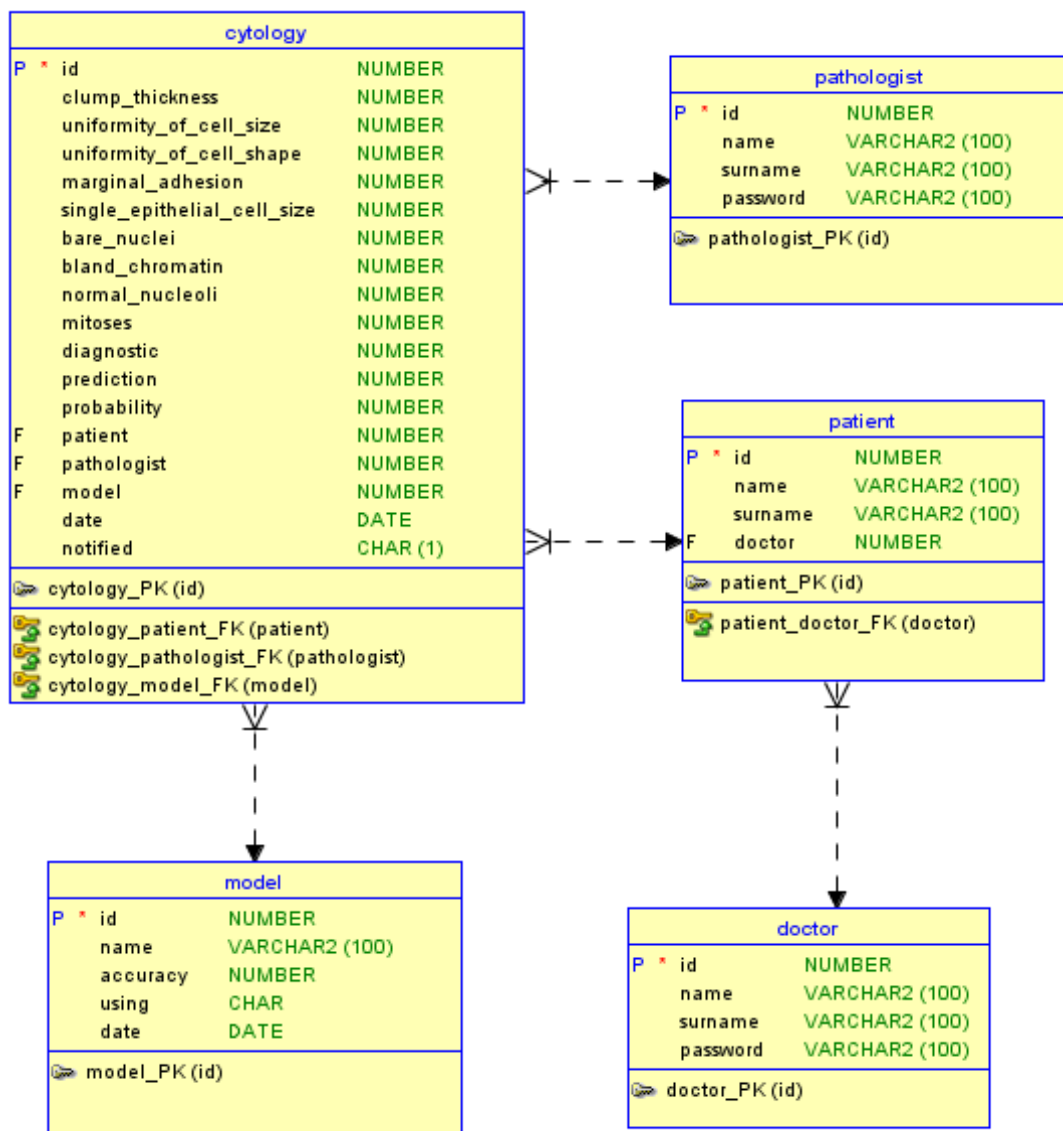 cytology
P * id NUMBER
clump_thickness NUMBER
uniformity_of_cell_size NUMBER
uniformity_of_cell_shape NUMBER
marginal_adhesion NUMBER
single_epithelial_cell_size NUMBER
bare_nuclei NUMBER
bland_chromatin NUMBER
normal_nucleoli NUMBER
mitoses NUMBER
diagnostic NUMBER
prediction NUMBER
probability NUMBER
F patient NUMBER
F pathologist NUMBER
F model NUMBER
date DATE
notified CHAR (1)
cytology_PK (id)
cytology_patient_FK (patient)
cytology_pathologist_FK (pathologist)
cytology_model_FK (model)
pathologist
P * id NUMBER
name VARCHAR2 (100)
surname VARCHAR2 (100)
password VARCHAR2 (100)
pathologist_PK (id)
patient
P * id NUMBER
name VARCHAR2 (100)
surname VARCHAR2 (100)
F doctor NUMBER
patient_PK (id)
patient_doctor_FK (doctor)
model
P * id NUMBER
name VARCHAR2 (100)
accuracy NUMBER
using CHAR
date DATE
model_PK (id)
doctor
P * id NUMBER
name VARCHAR2 (100)
surname VARCHAR2 (100)
password VARCHAR2 (100)
doctor_PK (id)